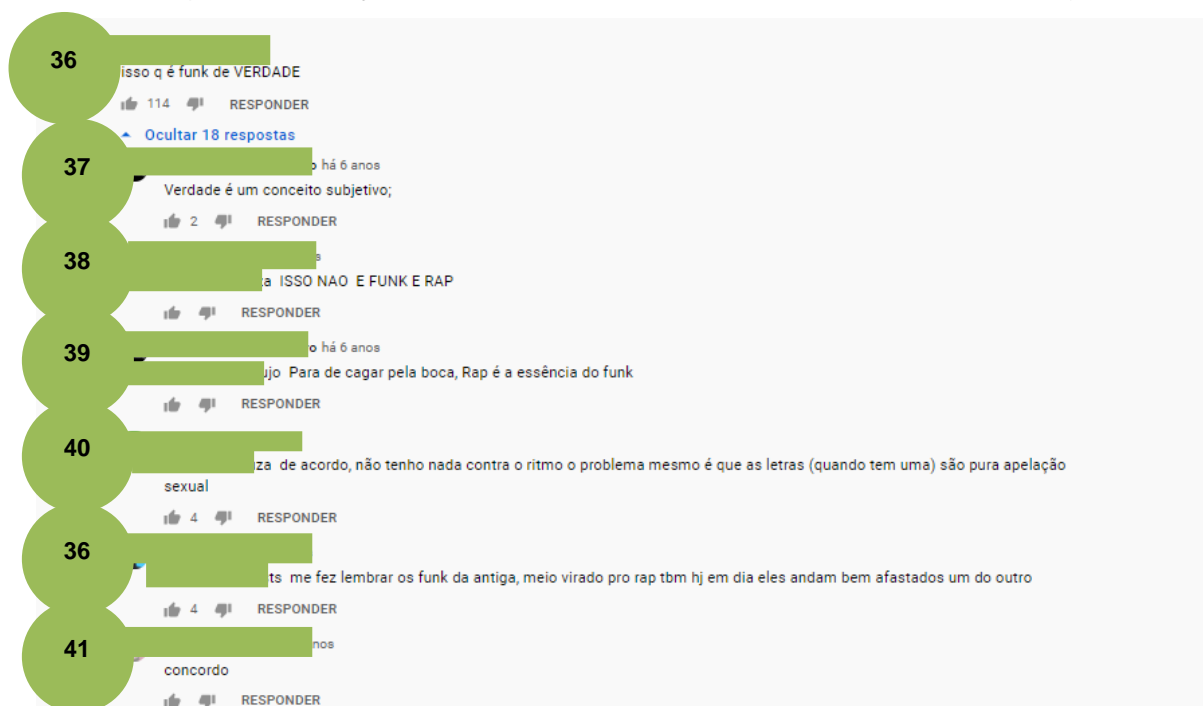 36
isso q é funk de VERDADE
114 RESPONDER
Ocultar 18 respostas
37
há 6 anos
Verdade é um conceito subjetivo;
2 RESPONDER
38
ISSO NAO E FUNK E RAP
RESPONDER
39
há 6 anos
Para de cagar pela boca, Rap é a essência do funk
RESPONDER
40
de acordo, não tenho nada contra o ritmo o problema mesmo é que as letras (quando tem uma) são pura apelação
sexual
4 RESPONDER
36
me fez lembrar os funk da antiga, meio virado pro rap tbm hj em dia eles andam bem afastados um do outro
4 RESPONDER
41
concordo
RESPONDER